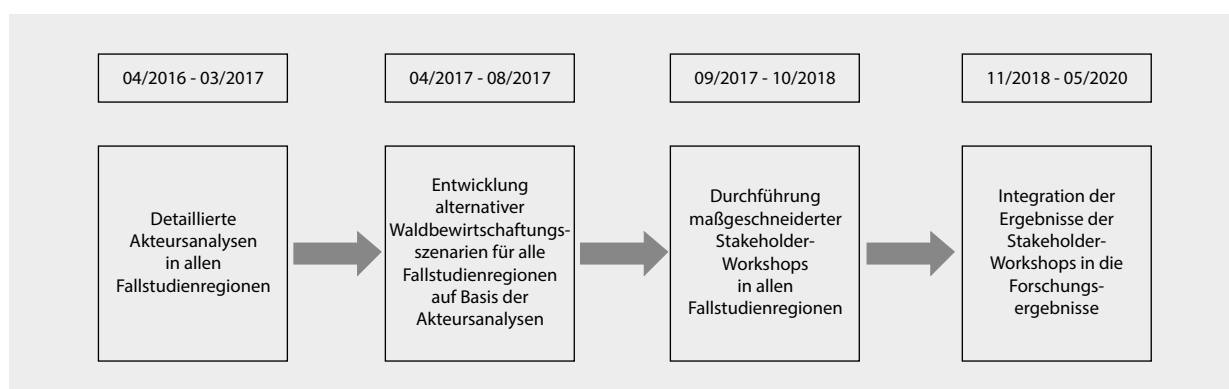 04/2016 - 03/2017
04/2017 - 08/2017
09/2017 - 10/2018
11/2018 - 05/2020
Detaillierte
Akteursanalysen
in allen
Fallstudienregionen
Entwicklung
alternativer
Waldbewirtschaftungs-
szenarien für alle
Fallstudienregionen
auf Basis der
Akteursanalysen
Durchführung
maßgeschneiderter
Stakeholder-
Workshops
in allen
Fallstudienregionen
Integration der
Ergebnisse der
Stakeholder-
Workshops in die
Forschungs-
ergebnisse